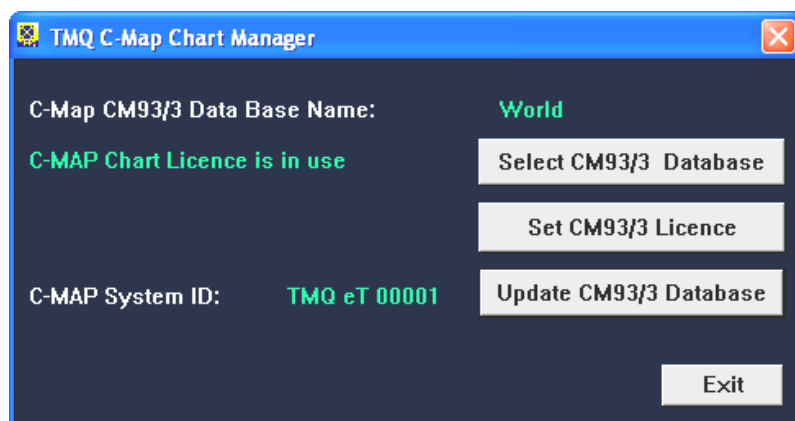 TMQ C-Map Chart Manager
C-Map CM93/3 Data Base Name: World
C-MAP Chart Licence is in use
Select CM93/3 Database
Set CM93/3 Licence
C-MAP System ID: TMQ eT 00001
Update CM93/3 Database
Exit